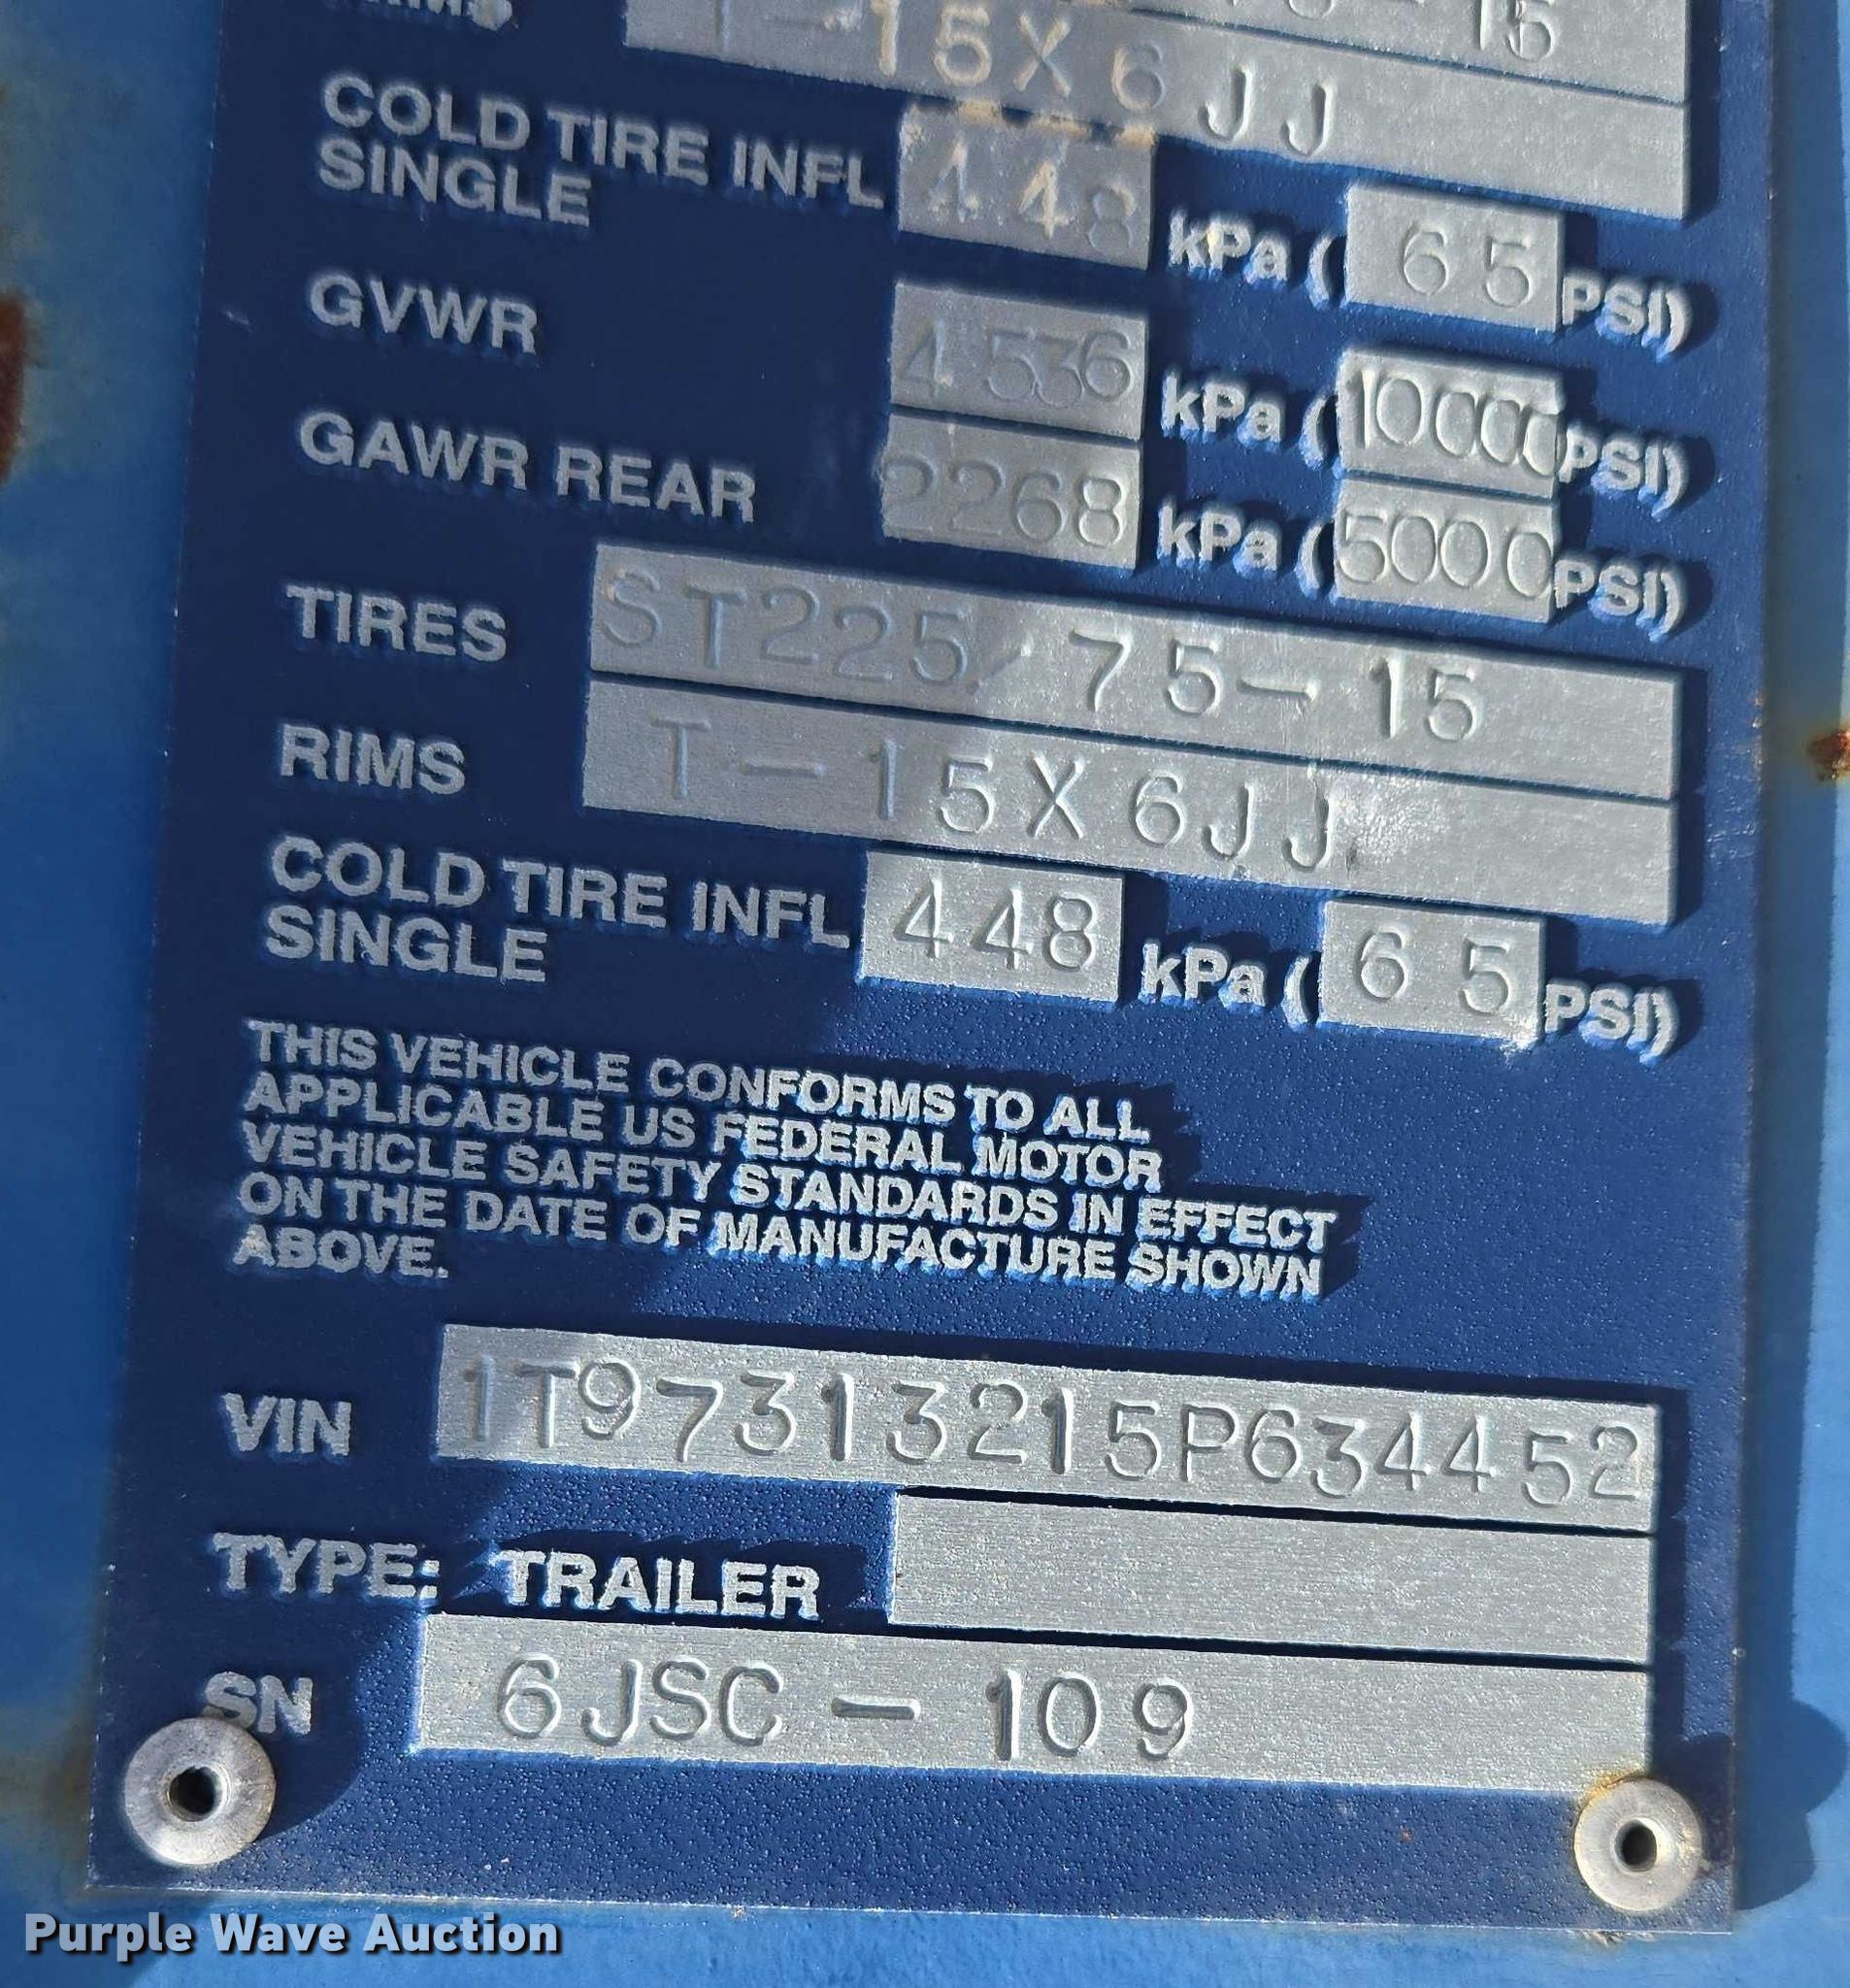 15
T-15X6JJ
COLD TIRE INFL 448 kPa (65 PSI)
SINGLE
GVWR 4536 kPa (10000 PSI)
GAWR REAR 2268 kPa (5000 PSI)
TIRES ST225/75-15
RIMS T-15X6JJ
COLD TIRE INFL 448 kPa (65 PSI)
SINGLE
THIS VEHICLE CONFORMS TO ALL
APPLICABLE US FEDERAL MOTOR
VEHICLE SAFETY STANDARDS IN EFFECT
ON THE DATE OF MANUFACTURE SHOWN
ABOVE.
VIN 1T97313215P634452
TYPE: TRAILER
SN 6JSC-109
Purple Wave Auction